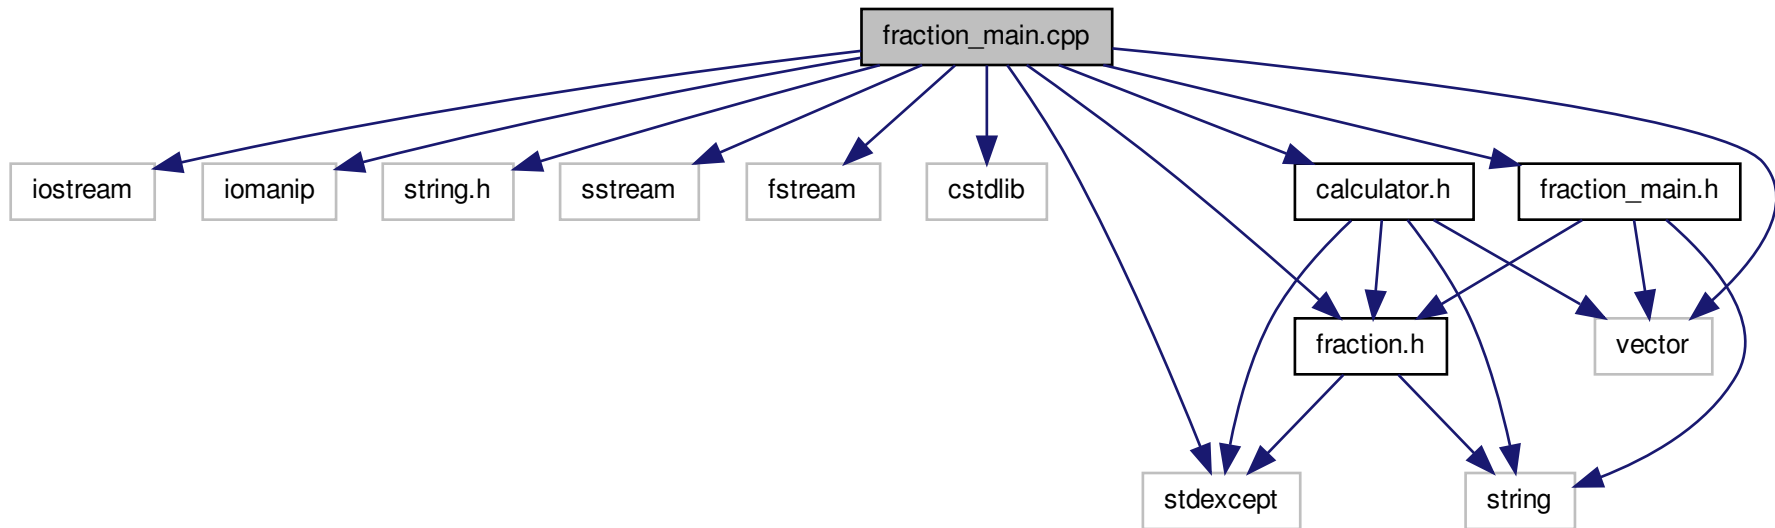 fraction_main.cpp
iostream
iomanip
string.h
sstream
fstream
cstdlib
calculator.h
fraction_main.h
fraction.h
vector
stdexcept
string